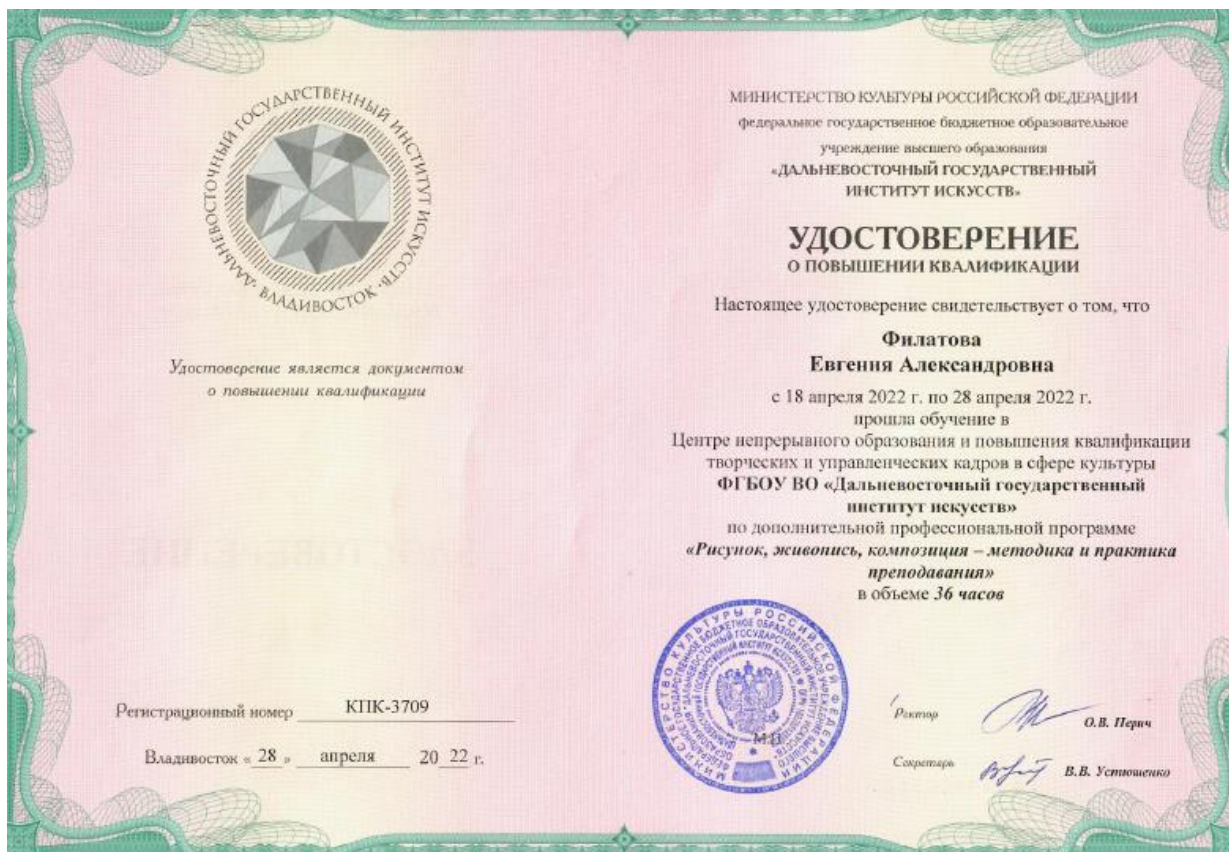 «ДАЛЬНЕВОСТОЧНЫЙ ГОСУДАРСТВЕННЫЙ ИНСТИТУТ ИСКУССТВ»
ВЛАДИВОСТОК
Удостоверение является документом
о повышении квалификации
Регистрационный номер КПК-3709
Владивосток « 28 » апреля 20 22 г.
МИНИСТЕРСТВО КУЛЬТУРЫ РОССИЙСКОЙ ФЕДЕРАЦИИ
федеральное государственное бюджетное образовательное
учреждение высшего образования
«ДАЛЬНЕВОСТОЧНЫЙ ГОСУДАРСТВЕННЫЙ
ИНСТИТУТ ИСКУССТВ»
УДОСТОВЕРЕНИЕ
О ПОВЫШЕНИИ КВАЛИФИКАЦИИ
Настоящее удостоверение свидетельствует о том, что
Филатова
Евгения Александровна
с 18 апреля 2022 г. по 28 апреля 2022 г.
прошла обучение в
Центре непрерывного образования и повышения квалификации
творческих и управленческих кадров в сфере культуры
ФГБОУ ВО «Дальневосточный государственный
институт искусств»
по дополнительной профессиональной программе
«Рисунок, живопись, композиция – методика и практика
преподавания»
в объеме 36 часов
МИНИСТЕРСТВО КУЛЬТУРЫ РОССИЙСКОЙ ФЕДЕРАЦИИ
М.П.
Ректор О.В. Перич
Секретарь В.В. Устюшенко